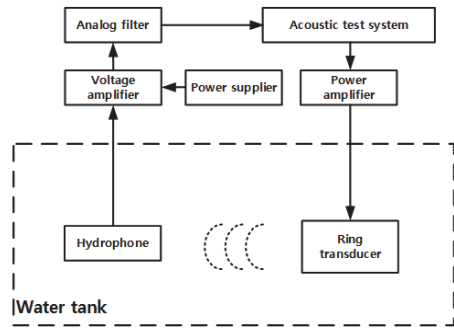 Analog filter
Acoustic test system
Voltage
amplifier
Power supplier
Power
amplifier
Hydrophone
Ring
transducer
Water tank